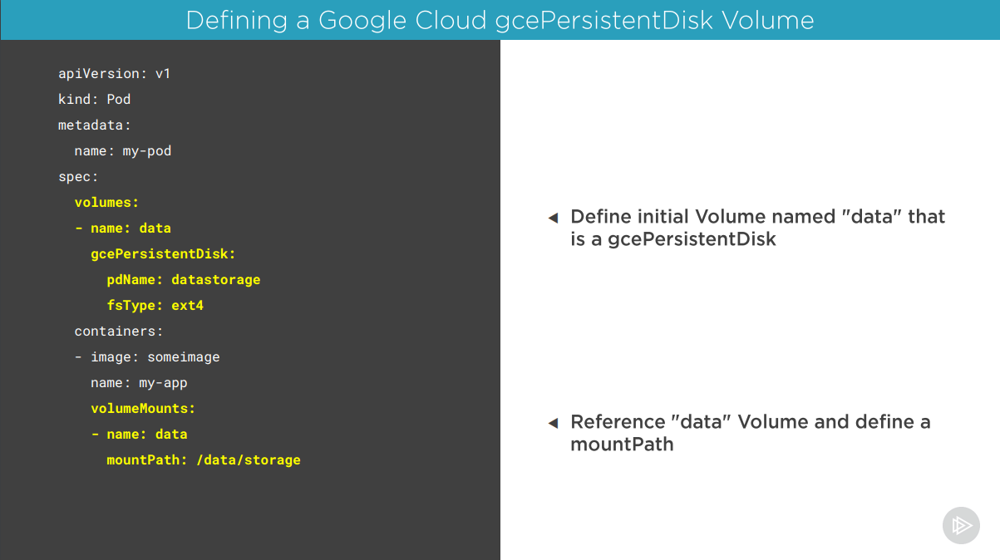 Defining a Google Cloud gcePersistentDisk Volume
apiVersion: v1
kind: Pod
metadata:
  name: my-pod
spec:
  volumes:
  - name: data
    gcePersistentDisk:
      pdName: datastorage
      fsType: ext4
  containers:
  - image: someimage
    name: my-app
    volumeMounts:
    - name: data
      mountPath: /data/storage
◄ Define initial Volume named "data" that
is a gcePersistentDisk
◄ Reference "data" Volume and define a
mountPath